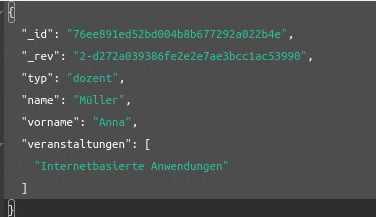 {
"_id": "76ee891ed52bd004b8b677292a022b4e",
"_rev": "2-d272a039386fe2e2e7ae3bcc1ac53990",
"typ": "dozent",
"name": "Müller",
"vorname": "Anna",
"veranstaltungen": [
"Internetbasierte Anwendungen"
]
}